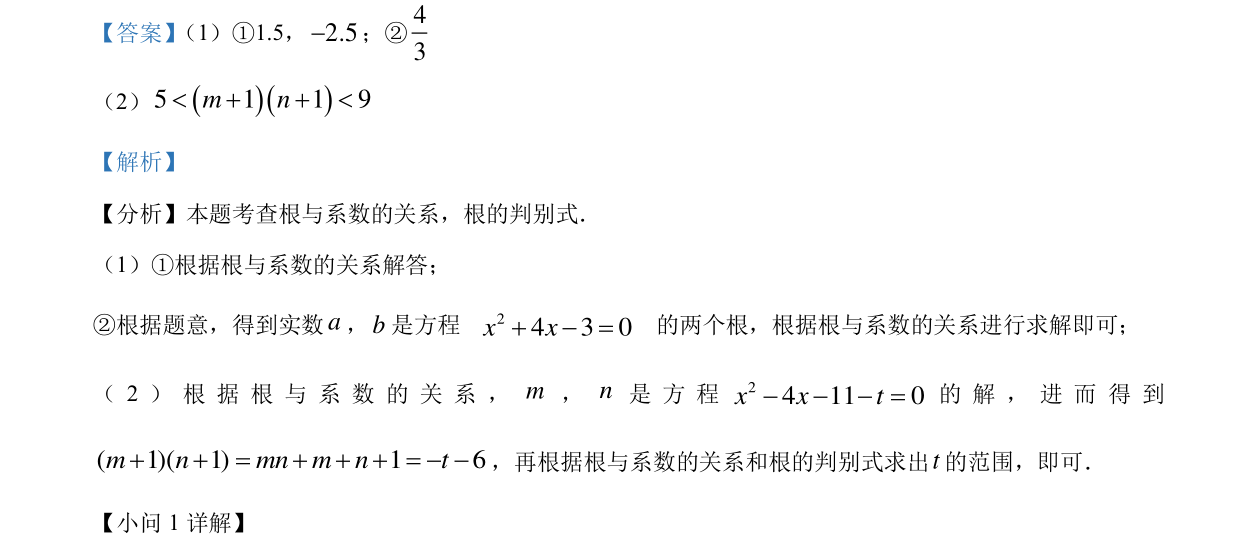 【答案】（1）①1.5，−2.5；②4/3
（2）5<(m+1)(n+1)<9
【解析】
【分析】本题考查根与系数的关系，根的判别式．
（1）①根据根与系数的关系解答；
②根据题意，得到实数a，b是方程 x²+4x−3=0 的两个根，根据根与系数的关系进行求解即可；
（2）根据根与系数的关系，m，n是方程x²−4x−11−t=0的解，进而得到
(m+1)(n+1)=mn+m+n+1=−t−6，再根据根与系数的关系和根的判别式求出t的范围，即可．
【小问 1 详解】